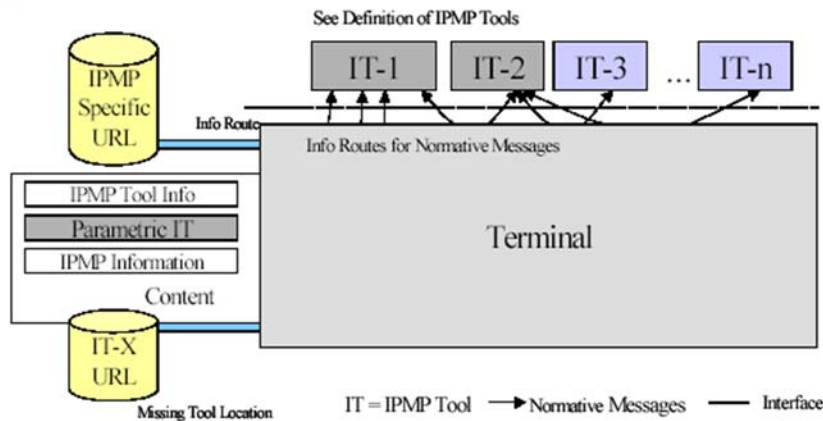 See Definition of IPMP Tools
IPMP
Specific
URL
IT-1
IT-2
IT-3
...
IT-n
Info Route
Info Routes for Normative Messages
IPMP Tool Info
Parametric IT
IPMP Information
Content
Terminal
IT-X
URL
Missing Tool Location
IT = IPMP Tool
Normative Messages
Interface